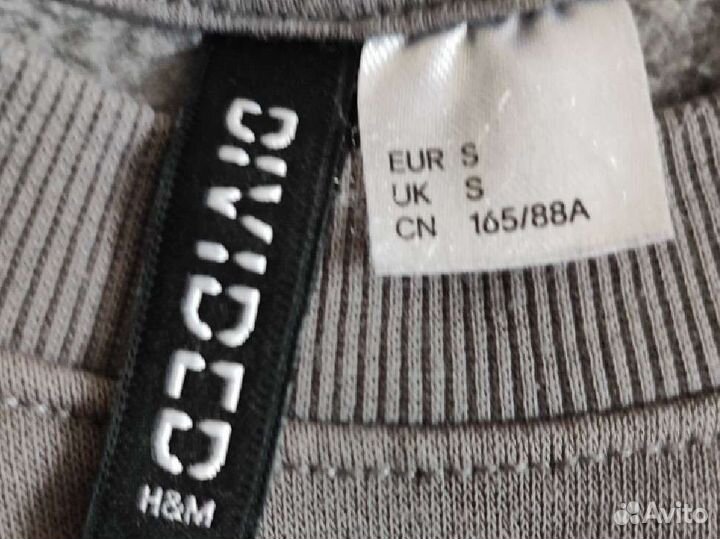 DIVIDED
H&M
EUR S
UK S
CN 165/88A
Avito